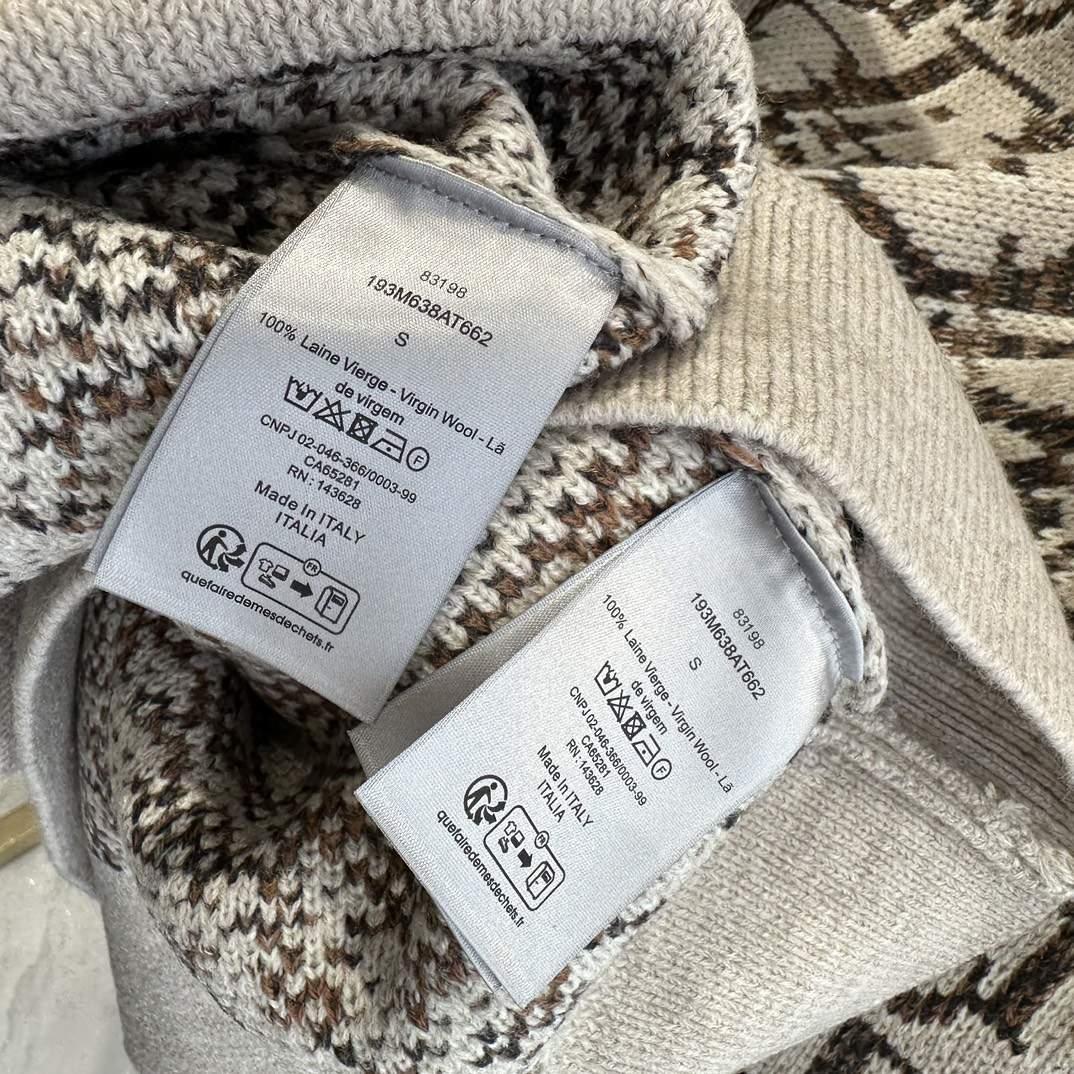 83198
193M638AT662
S
100% Laine Vierge - Virgin Wool - Lã
de virgem
F
CNPJ 02-046-366/0003-99
CA65281
RN : 143628
Made In ITALY
ITALIA
FR
quefairedemesdechets.fr
83198
193M638AT662
S
100% Laine Vierge - Virgin Wool - Lã
de virgem
F
CNPJ 02-046-366/0003-99
CA65281
RN : 143628
Made In ITALY
ITALIA
FR
quefairedemesdechets.fr